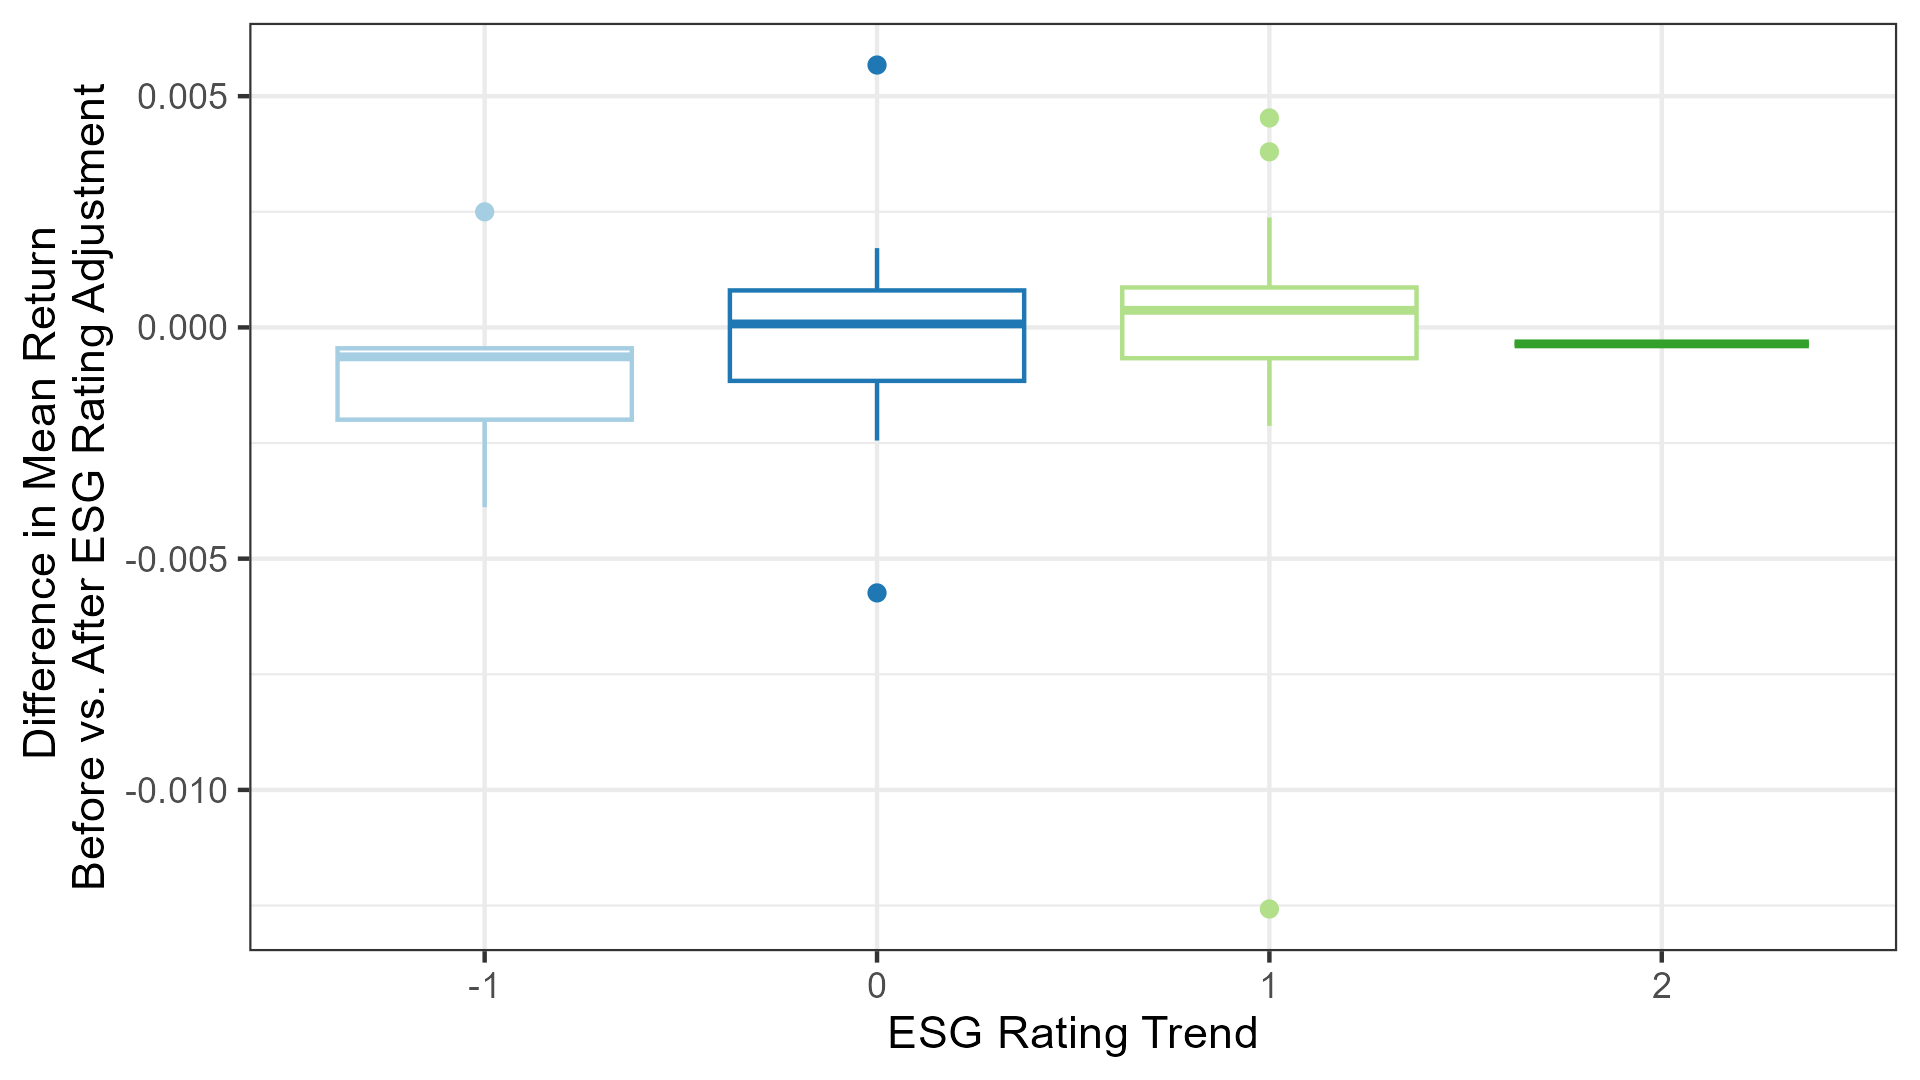 Difference in Mean Return
Before vs. After ESG Rating Adjustment
0.005
0.000
-0.005
-0.010
-1
0
1
2
ESG Rating Trend